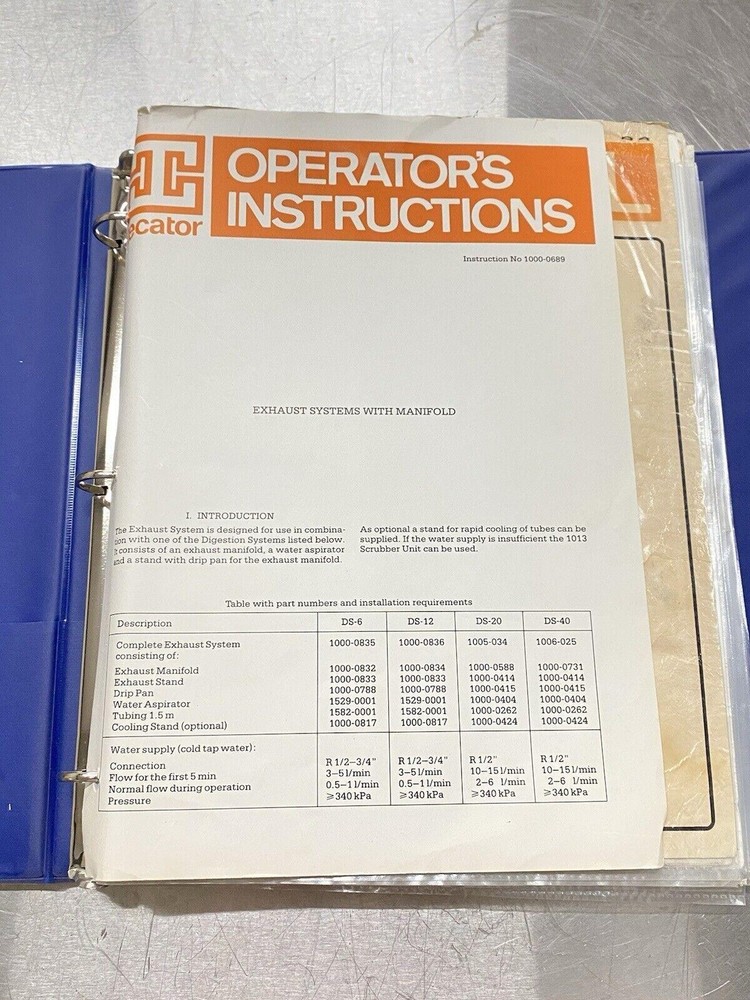 OPERATOR'S
INSTRUCTIONS
ecator
Instruction No 1000-0689
EXHAUST SYSTEMS WITH MANIFOLD
I. INTRODUCTION
The Exhaust System is designed for use in combina-
tion with one of the Digestion Systems listed below.
It consists of an exhaust manifold, a water aspirator
and a stand with drip pan for the exhaust manifold.
As optional a stand for rapid cooling of tubes can be
supplied. If the water supply is insufficient the 1013
Scrubber Unit can be used.
Table with part numbers and installation requirements
Description DS-6 DS-12 DS-20 DS-40
Complete Exhaust System 1000-0835 1000-0836 1005-034 1006-025
consisting of:
Exhaust Manifold 1000-0832 1000-0834 1000-0588 1000-0731
Exhaust Stand 1000-0833 1000-0833 1000-0414 1000-0414
Drip Pan 1000-0788 1000-0788 1000-0415 1000-0415
Water Aspirator 1529-0001 1529-0001 1000-0404 1000-0404
Tubing 1.5 m 1582-0001 1582-0001 1000-0262 1000-0262
Cooling Stand (optional) 1000-0817 1000-0817 1000-0424 1000-0424
Water supply (cold tap water):
Connection R 1/2–3/4" R 1/2–3/4" R 1/2" R 1/2"
Flow for the first 5 min 3–5 l/min 3–5 l/min 10–15 l/min 10–15 l/min
Normal flow during operation 0.5–1 l/min 0.5–1 l/min 2–6 l/min 2–6 l/min
Pressure ≥340 kPa ≥340 kPa ≥340 kPa ≥340 kPa